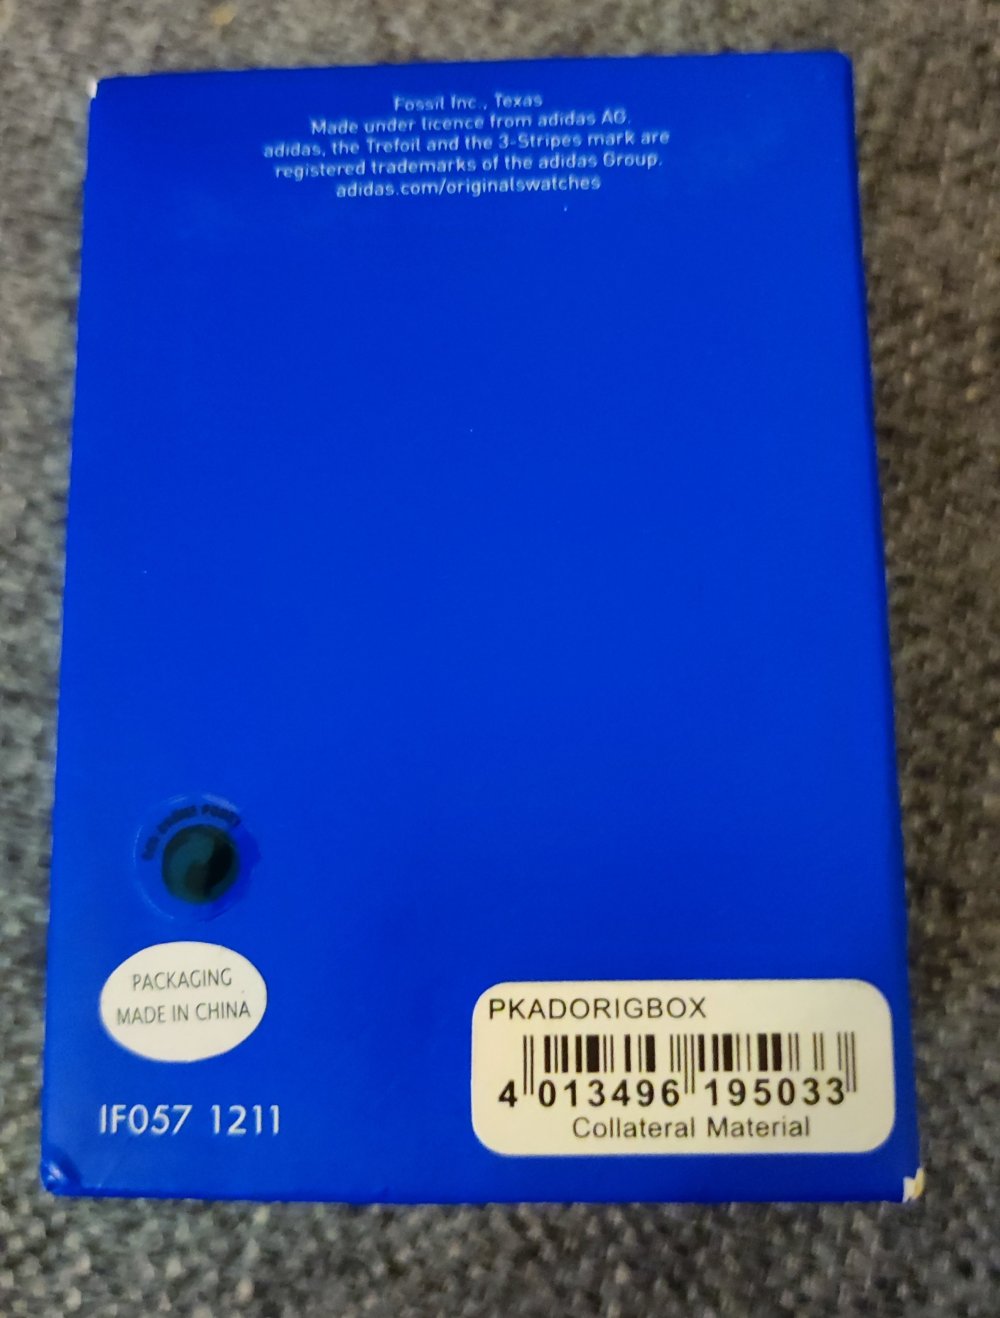 Fossil Inc., Texas
Made under licence from adidas AG.
adidas, the Trefoil and the 3-Stripes mark are
registered trademarks of the adidas Group.
adidas.com/originalswatches
PACKAGING
MADE IN CHINA
IF057 1211
PKADORIGBOX
4 013496 195033
Collateral Material